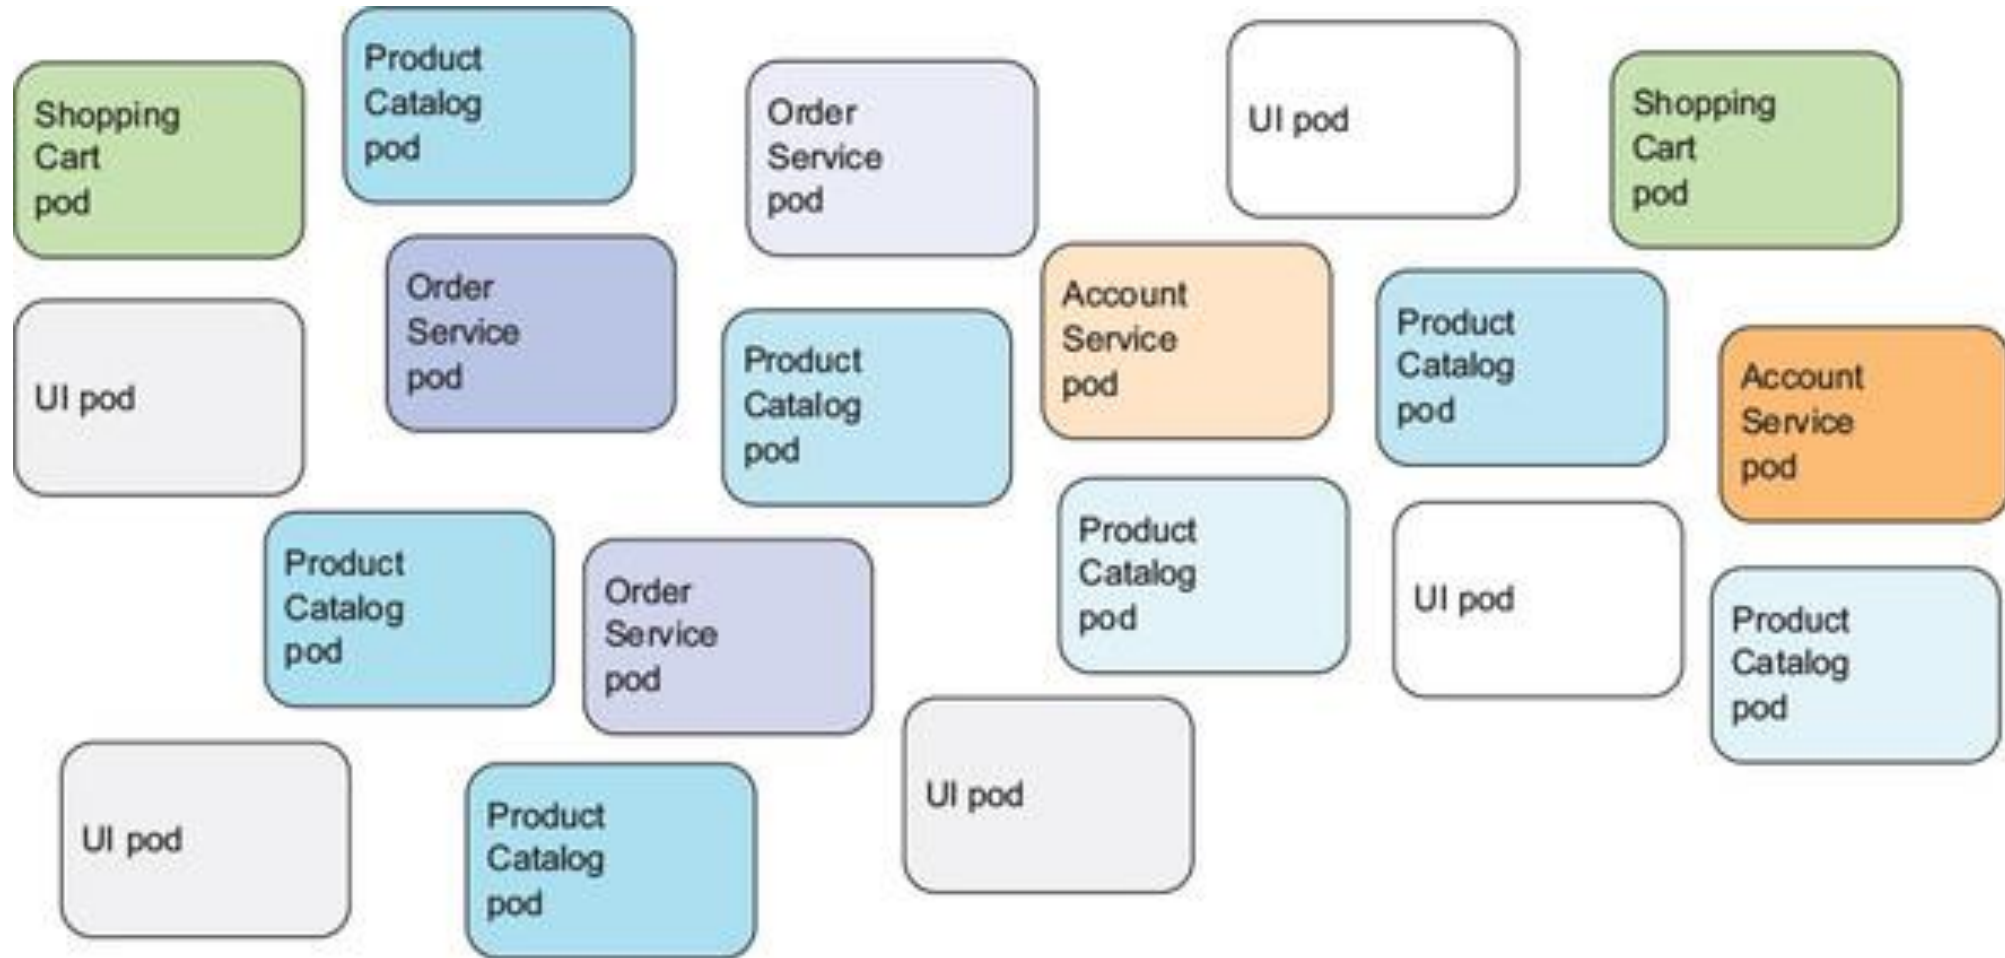 Shopping
Cart
pod
Product
Catalog
pod
Order
Service
pod
UI pod
Shopping
Cart
pod
UI pod
Order
Service
pod
Product
Catalog
pod
Account
Service
pod
Product
Catalog
pod
Account
Service
pod
Product
Catalog
pod
Order
Service
pod
Product
Catalog
pod
UI pod
Product
Catalog
pod
UI pod
Product
Catalog
pod
UI pod